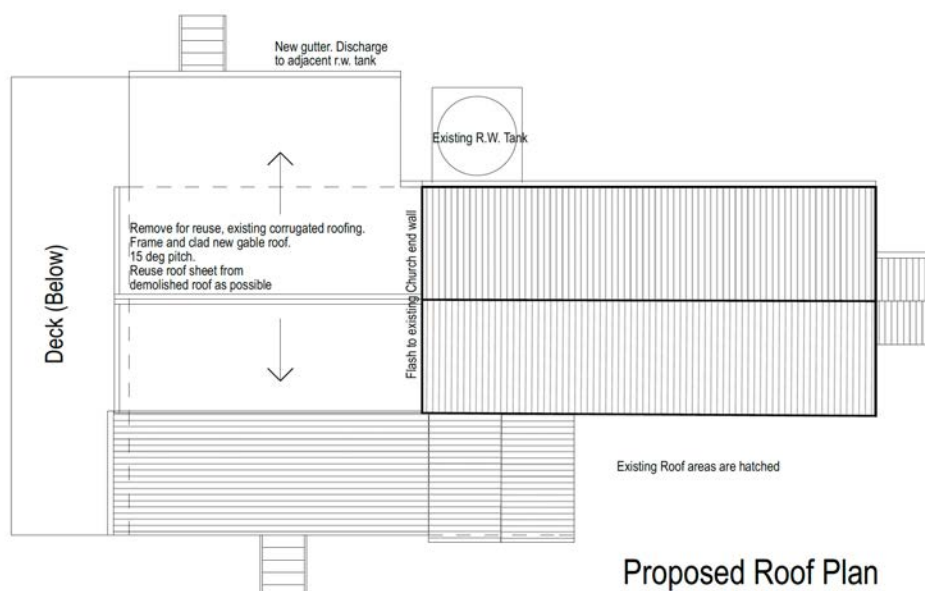 New gutter. Discharge
to adjacent r.w. tank
Existing R.W. Tank
Remove for reuse, existing corrugated roofing.
Frame and clad new gable roof.
15 deg pitch.
Reuse roof sheet from
demolished roof as possible
Flash to existing Church end wall
Deck (Below)
Existing Roof areas are hatched
Proposed Roof Plan